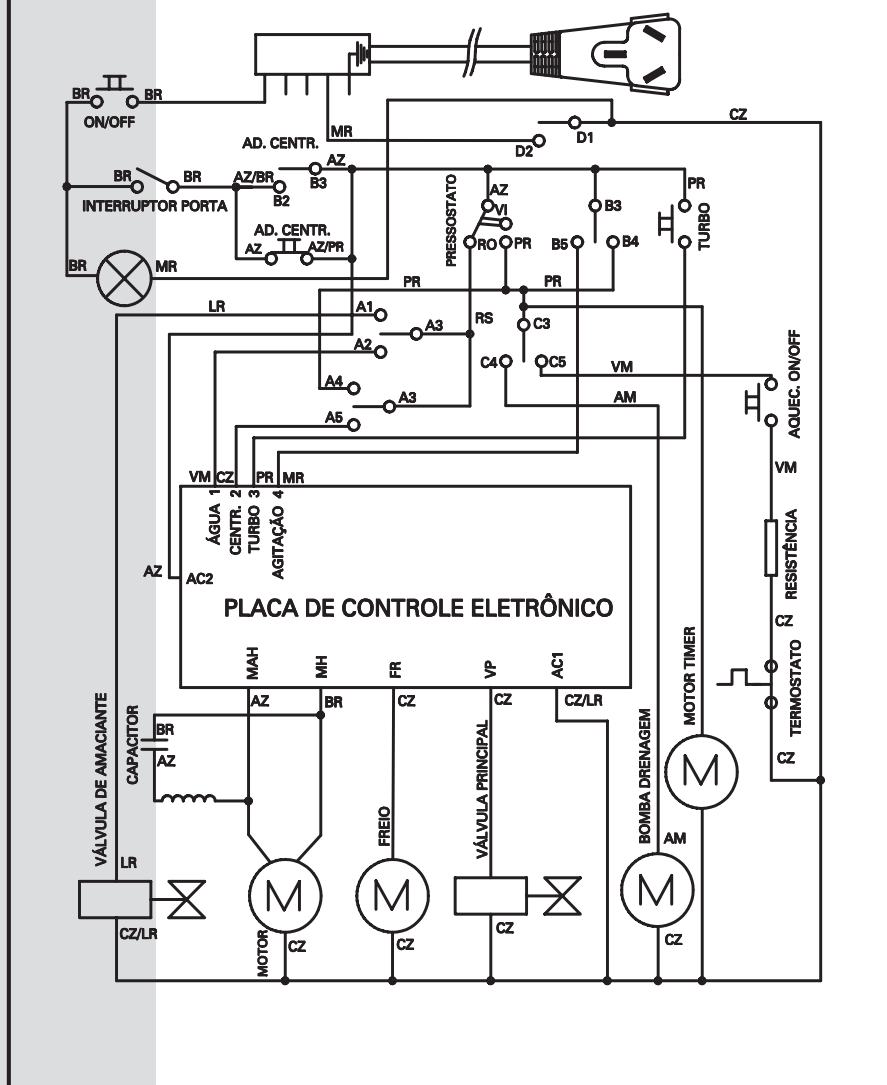 BR
BR
ON/OFF
AD. CENTR.
MR
D2
D1
CZ
BR
BR
AZ/BR
B2
B3
AZ
INTERRUPTOR PORTA
AD. CENTR.
AZ
AZ/PR
BR
MR
PRESSOSTATO
AZ
VI
RO
PR
B3
B5
B4
PR
TURBO
LR
PR
PR
A1
A3
A2
RS
C3
C4
C5
VM
AM
A4
A3
A5
AQUEC. ON/OFF
VM
VM
CZ
PR
MR
ÁGUA 1
CENTR. 2
TURBO 3
AGITAÇÃO 4
AZ
AC2
PLACA DE CONTROLE ELETRÔNICO
RESISTÊNCIA
CZ
MAH
MH
FR
VP
AC1
AZ
BR
CZ
CZ
CZ/LR
MOTOR TIMER
TERMOSTATO
CZ
VÁLVULA DE AMACIANTE
CAPACITOR
BR
AZ
FREIO
VÁLVULA PRINCIPAL
BOMBA DRENAGEM
M
AM
LR
M
M
M
CZ/LR
MOTOR
CZ
CZ
CZ
CZ